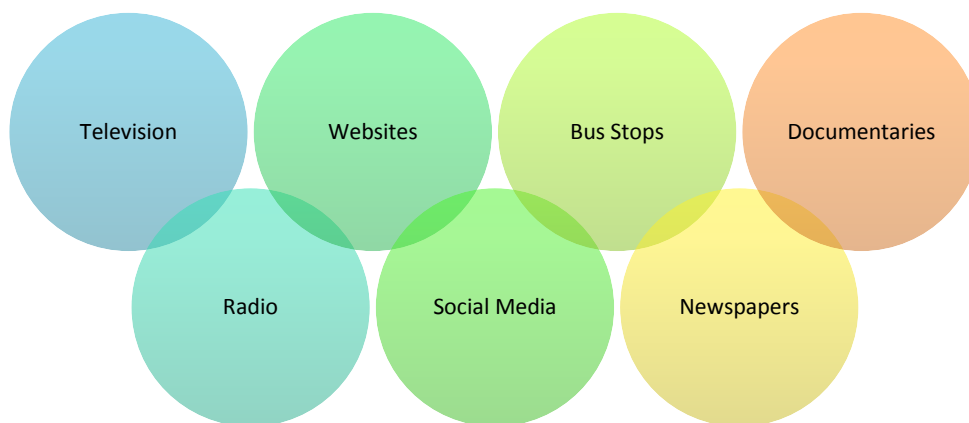 Television
Websites
Bus Stops
Documentaries
Radio
Social Media
Newspapers